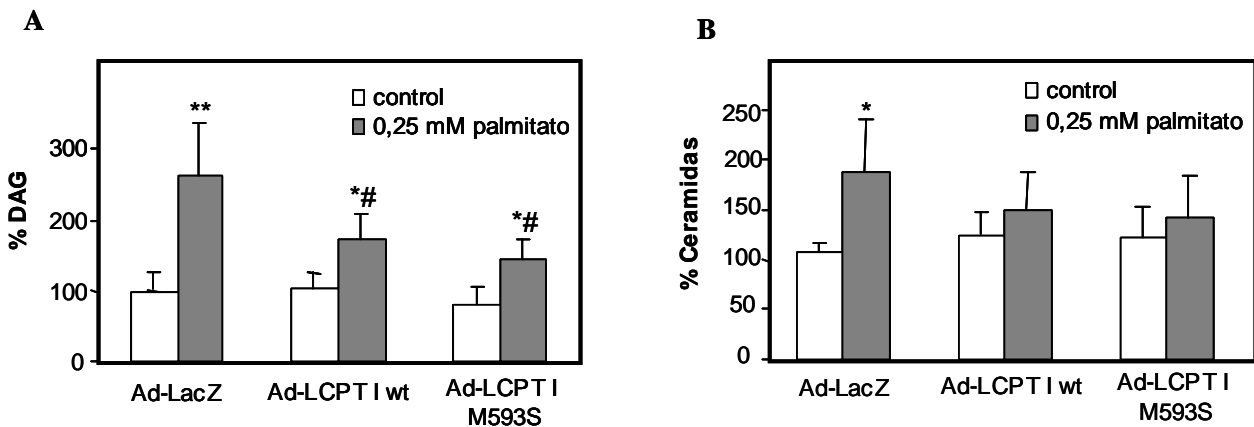 A
% DAG
300
200
100
0
control
0,25 mM palmitato
**
*#
*#
Ad-LacZ
Ad-LCPT I wt
Ad-LCPT I
M593S
B
% Ceramidas
250
200
150
100
50
0
control
0,25 mM palmitato
*
Ad-LacZ
Ad-LCPT I wt
Ad-LCPT I
M593S